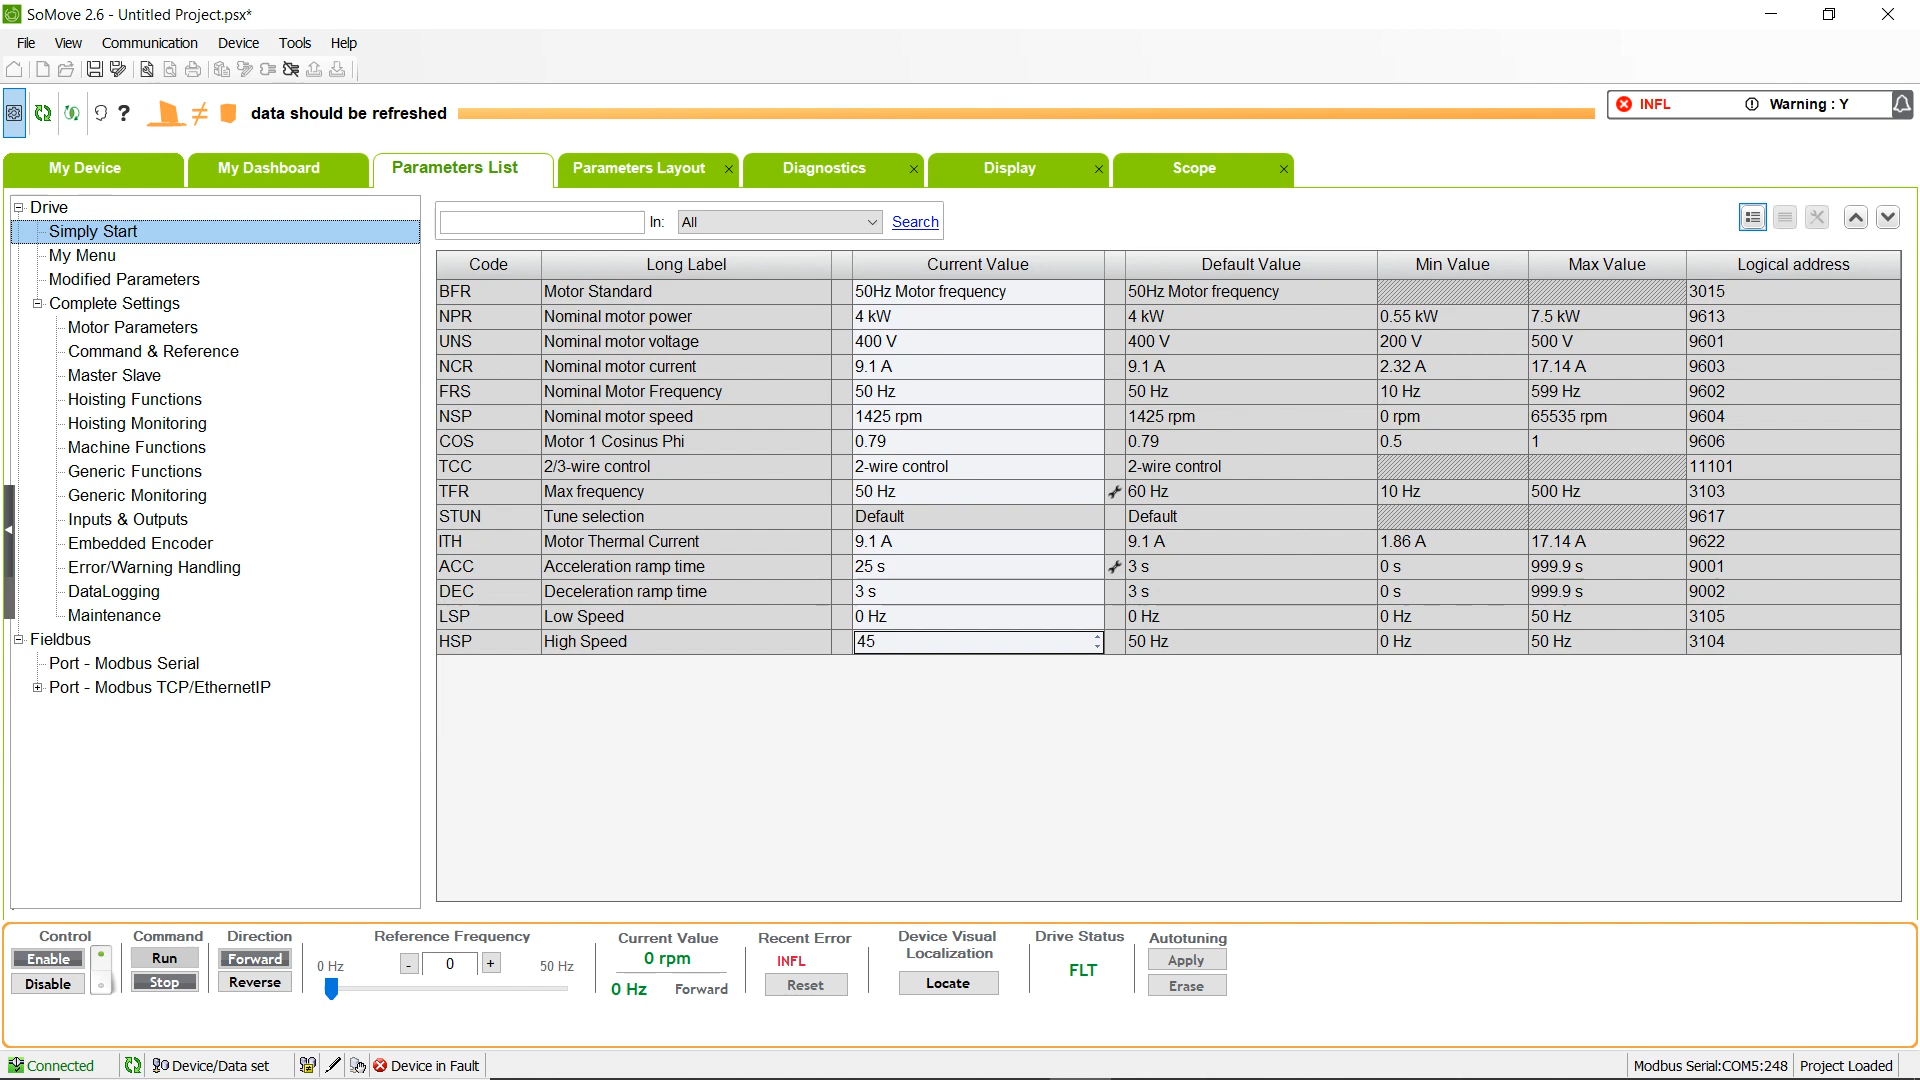 SoMove 2.6 - Untitled Project.psx*
File View Communication Device Tools Help
? data should be refreshed INFL Warning : Y
My Device My Dashboard Parameters List Parameters Layout Diagnostics Display Scope
Drive
Simply Start
My Menu
Modified Parameters
Complete Settings
Motor Parameters
Command & Reference
Master Slave
Hoisting Functions
Hoisting Monitoring
Machine Functions
Generic Functions
Generic Monitoring
Inputs & Outputs
Embedded Encoder
Error/Warning Handling
DataLogging
Maintenance
Fieldbus
Port - Modbus Serial
Port - Modbus TCP/EthernetIP
In: All Search
Code Long Label Current Value Default Value Min Value Max Value Logical address
BFR Motor Standard 50Hz Motor frequency 50Hz Motor frequency 3015
NPR Nominal motor power 4 kW 4 kW 0.55 kW 7.5 kW 9613
UNS Nominal motor voltage 400 V 400 V 200 V 500 V 9601
NCR Nominal motor current 9.1 A 9.1 A 2.32 A 17.14 A 9603
FRS Nominal Motor Frequency 50 Hz 50 Hz 10 Hz 599 Hz 9602
NSP Nominal motor speed 1425 rpm 1425 rpm 0 rpm 65535 rpm 9604
COS Motor 1 Cosinus Phi 0.79 0.79 0.5 1 9606
TCC 2/3-wire control 2-wire control 2-wire control 11101
TFR Max frequency 50 Hz 60 Hz 10 Hz 500 Hz 3103
STUN Tune selection Default Default 9617
ITH Motor Thermal Current 9.1 A 9.1 A 1.86 A 17.14 A 9622
ACC Acceleration ramp time 25 s 3 s 0 s 999.9 s 9001
DEC Deceleration ramp time 3 s 3 s 0 s 999.9 s 9002
LSP Low Speed 0 Hz 0 Hz 0 Hz 50 Hz 3105
HSP High Speed 45 50 Hz 0 Hz 50 Hz 3104
Control
Enable
Disable
Command
Run
Stop
Direction
Forward
Reverse
Reference Frequency
0 Hz - 0 + 50 Hz
Current Value
0 rpm
0 Hz Forward
Recent Error
INFL
Reset
Device Visual
Localization
Locate
Drive Status
FLT
Autotuning
Apply
Erase
Connected Device/Data set Device in Fault Modbus Serial:COM5:248 Project Loaded